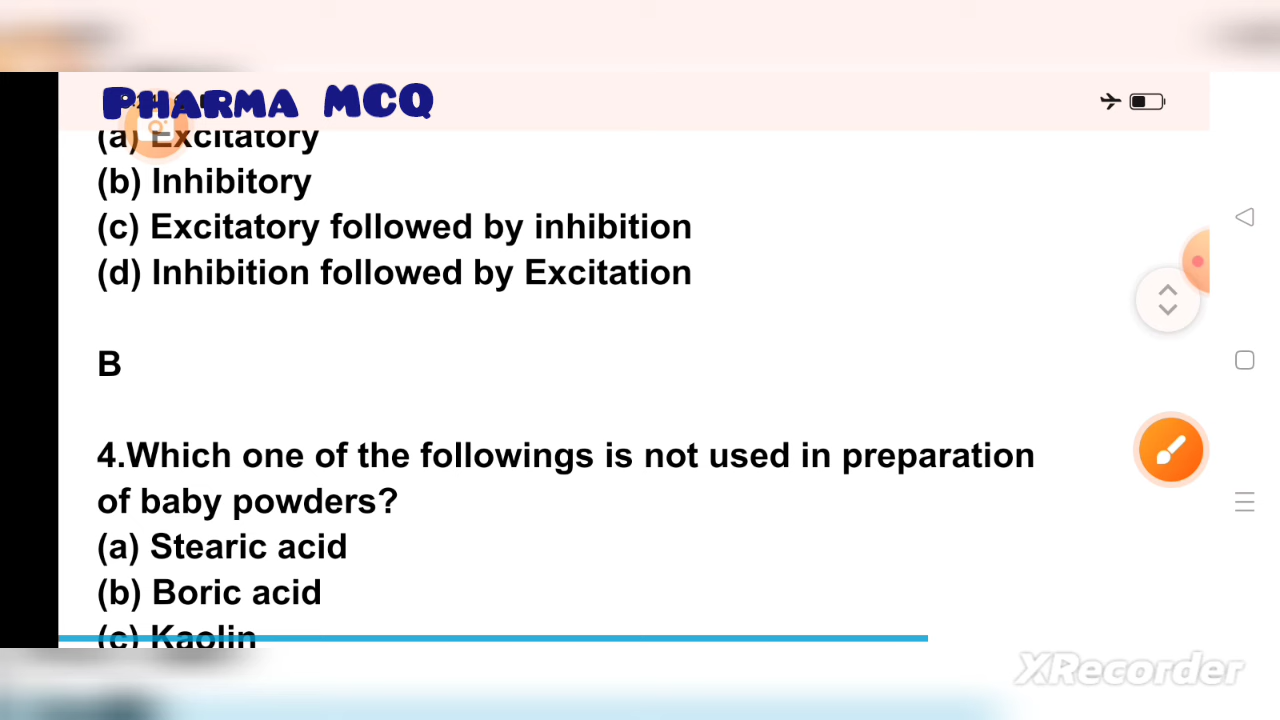 PHARMA MCQ
(a) Excitatory
(b) Inhibitory
(c) Excitatory followed by inhibition
(d) Inhibition followed by Excitation
B
4.Which one of the followings is not used in preparation
of baby powders?
(a) Stearic acid
(b) Boric acid
(c) Kaolin
XRecorder